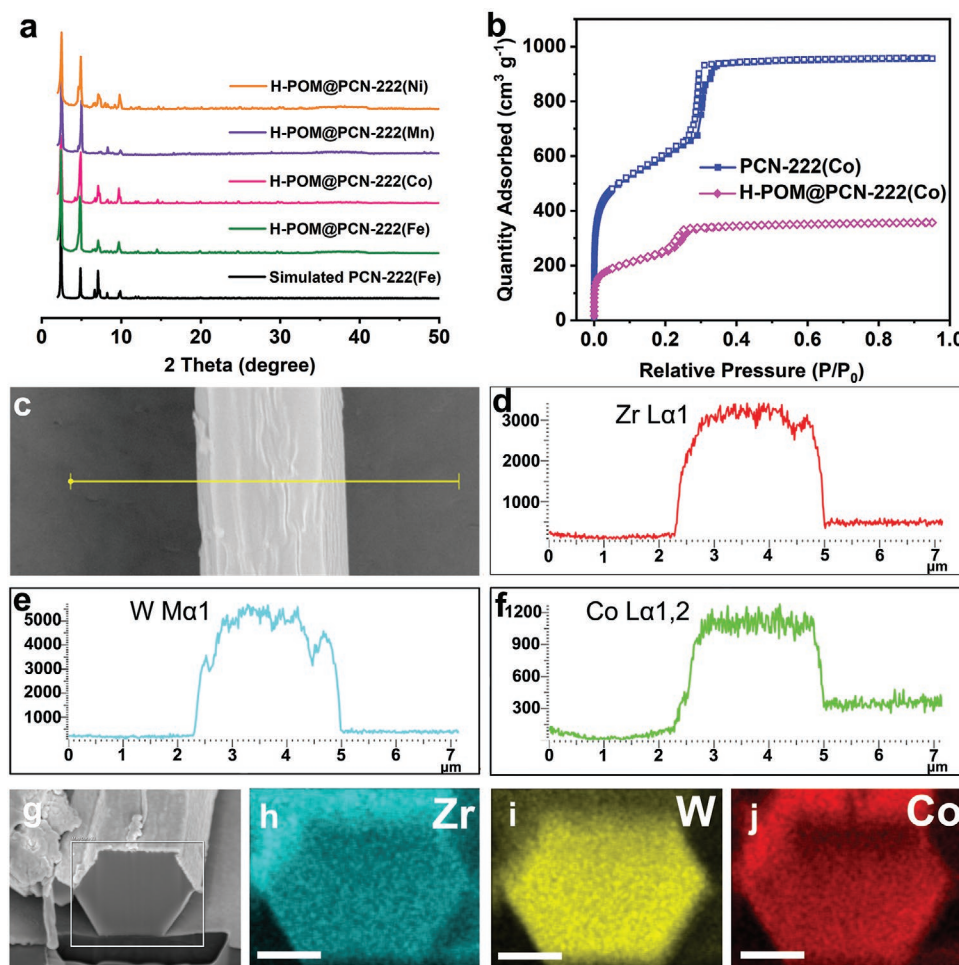 a
H-POM@PCN-222(Ni)
H-POM@PCN-222(Mn)
H-POM@PCN-222(Co)
H-POM@PCN-222(Fe)
Simulated PCN-222(Fe)
0 10 20 30 40 50
2 Theta (degree)
b
Quantity Adsorbed (cm³ g⁻¹)
1000
800
600
400
200
0
PCN-222(Co)
H-POM@PCN-222(Co)
0.0 0.2 0.4 0.6 0.8 1.0
Relative Pressure (P/P₀)
c
d
Zr Lα1
3000
2000
1000
0 1 2 3 4 5 6 7
µm
e
W Mα1
5000
4000
3000
2000
1000
0 1 2 3 4 5 6 7
µm
f
Co Lα1,2
1200
900
600
300
0 1 2 3 4 5 6 7
µm
g
h
Zr
i
W
j
Co